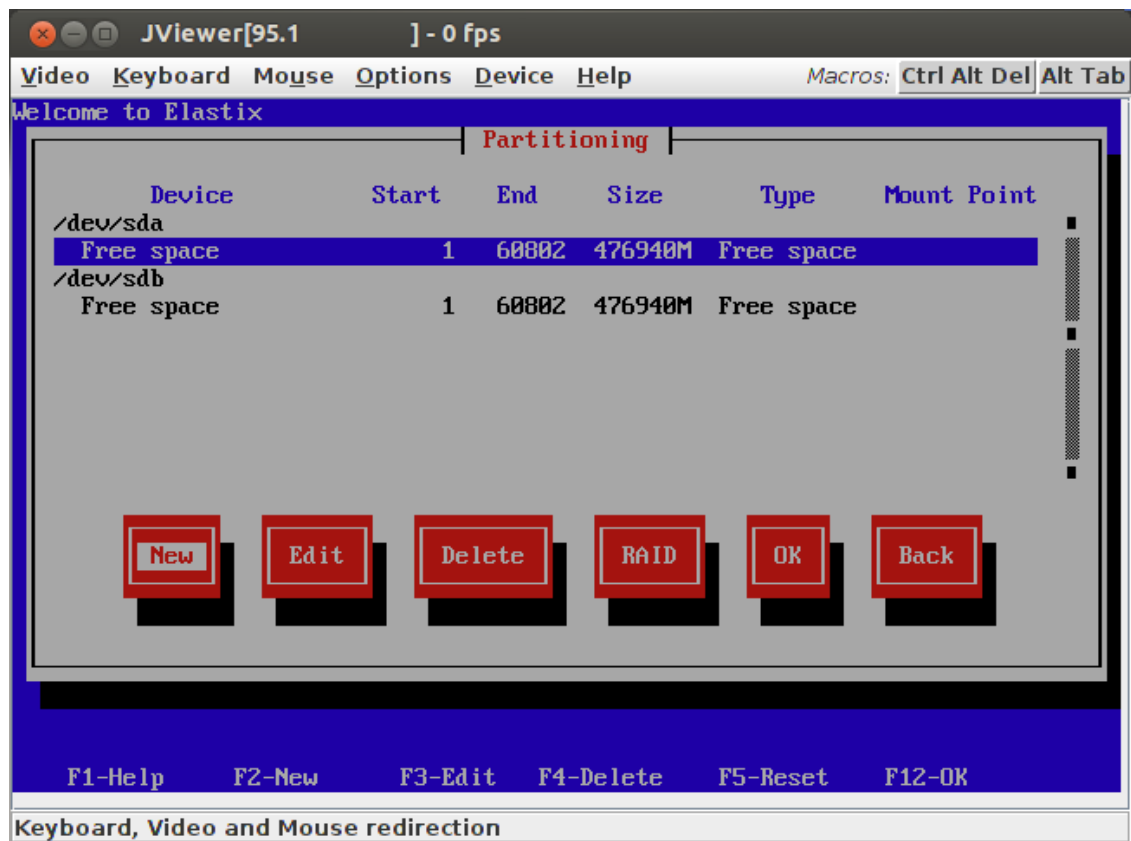 JViewer[95.1 ] - 0 fps
Video Keyboard Mouse Options Device Help Macros: Ctrl Alt Del Alt Tab
Welcome to Elastix
Partitioning
Device Start End Size Type Mount Point
/dev/sda
Free space 1 60802 476940M Free space
/dev/sdb
Free space 1 60802 476940M Free space
New Edit Delete RAID OK Back
F1-Help F2-New F3-Edit F4-Delete F5-Reset F12-OK
Keyboard, Video and Mouse redirection